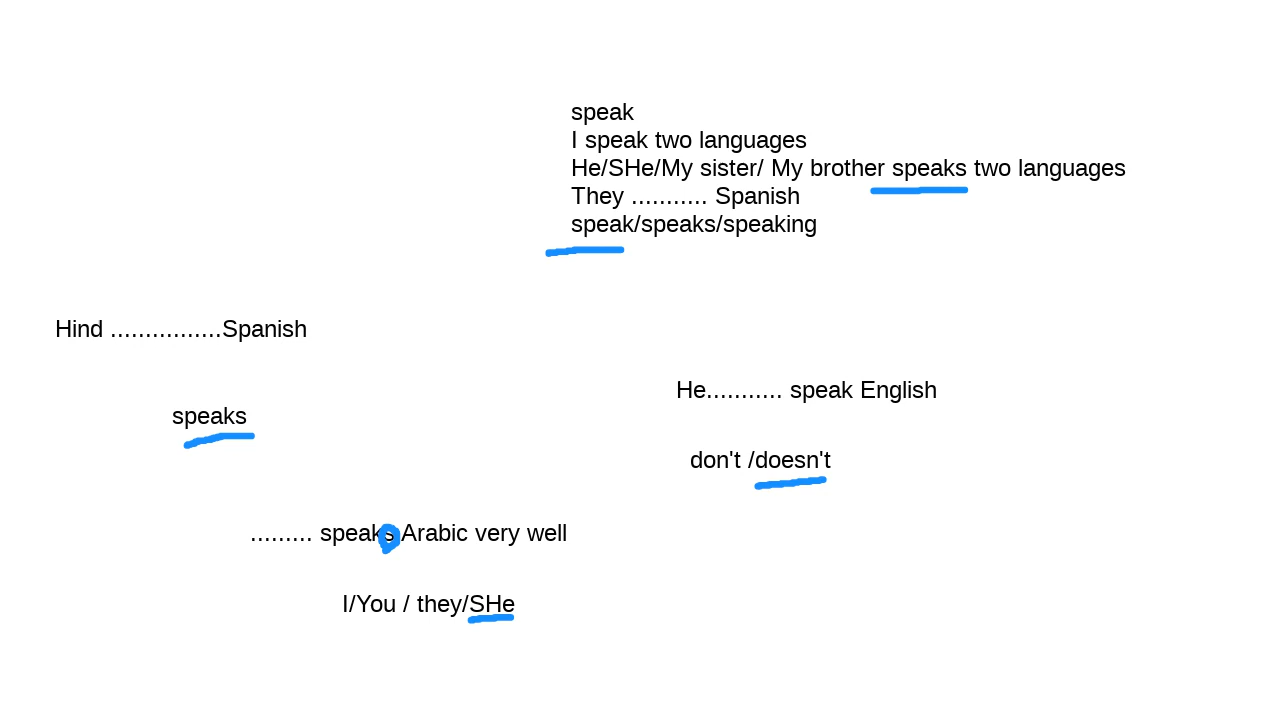 speak
I speak two languages
He/SHe/My sister/ My brother speaks two languages
They ........... Spanish
speak/speaks/speaking
Hind ................Spanish
speaks
He........... speak English
don't /doesn't
......... speaks Arabic very well
I/You / they/SHe